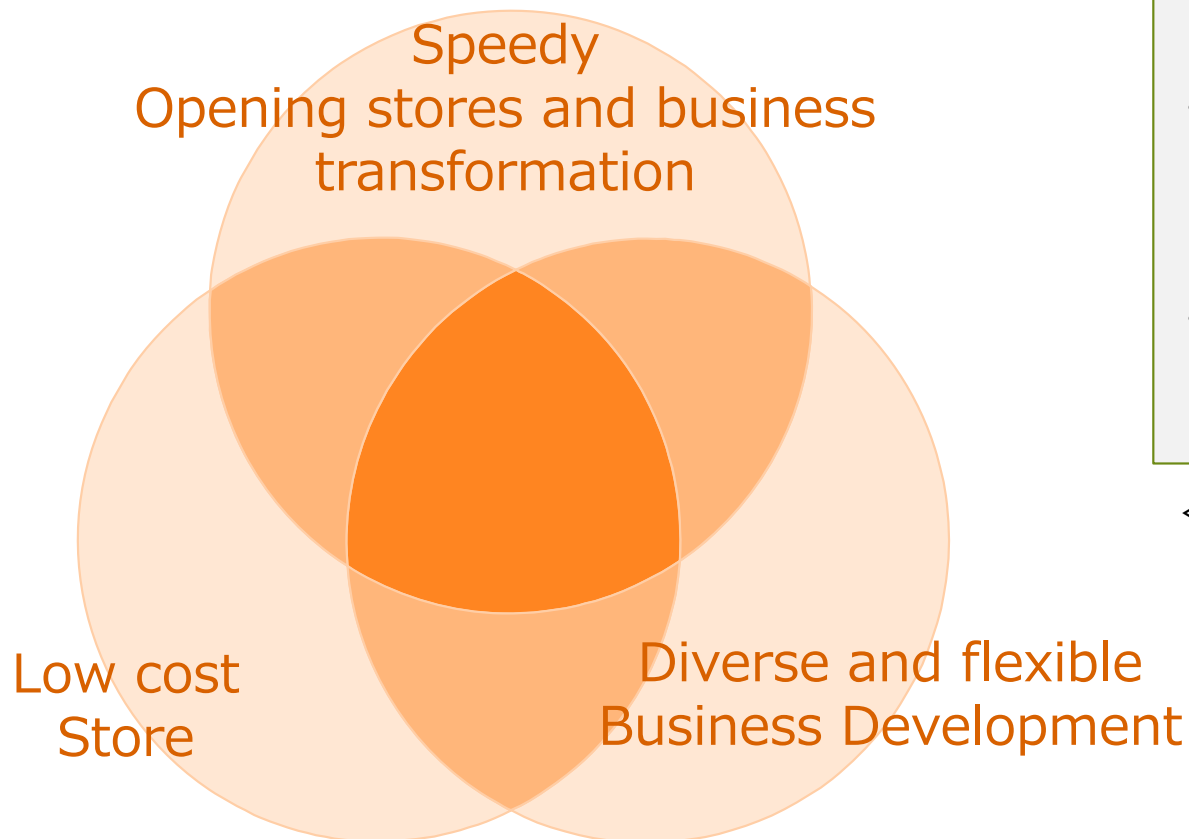 Speedy
Opening stores and business
transformation
Low cost
Store
Diverse and flexible
Business Development